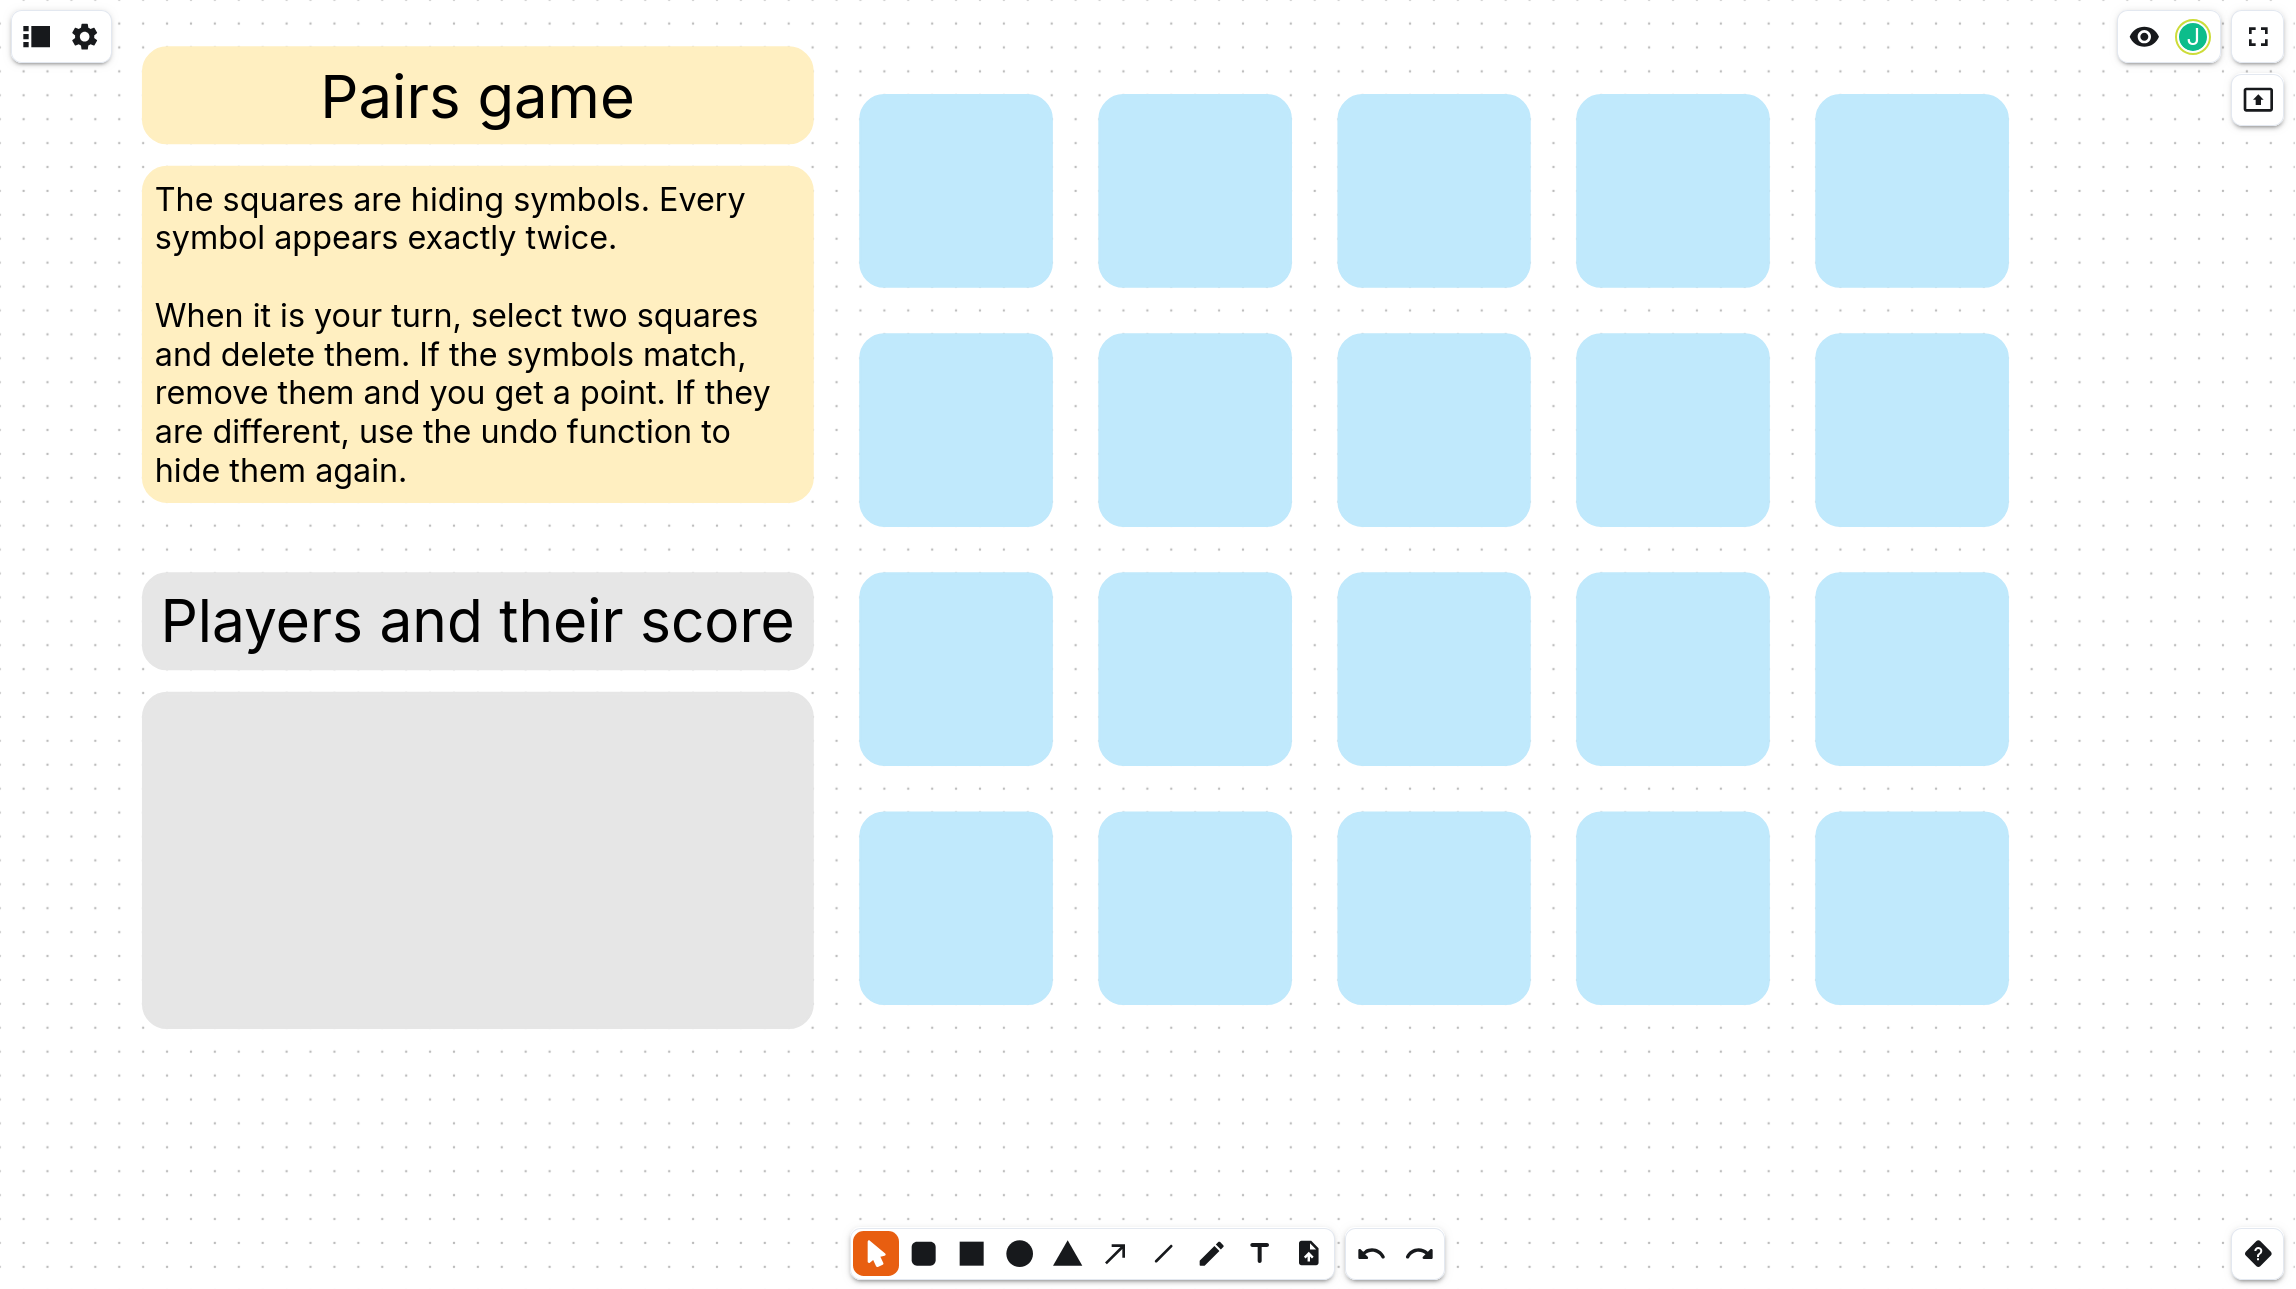 Pairs game
The squares are hiding symbols. Every
symbol appears exactly twice.
When it is your turn, select two squares
and delete them. If the symbols match,
remove them and you get a point. If they
are different, use the undo function to
hide them again.
Players and their score
J
T
?